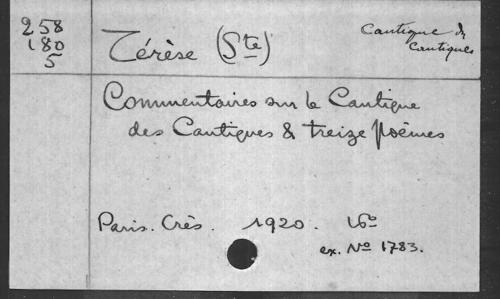 258
180
5
Térèse (Ste)
Cantique des
Cantiques
Commentaires sur le Cantique
des Cantiques & treize poèmes
Paris. Crès. 1920. 16º
ex. Nº 1783.